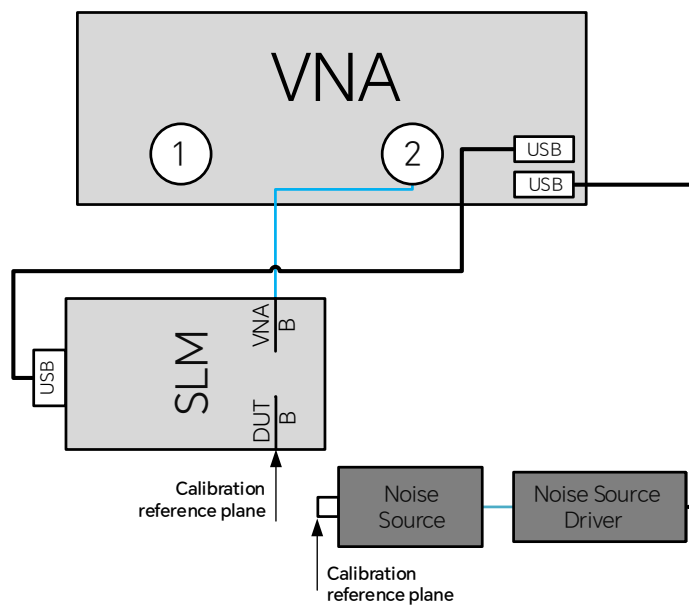 VNA
1
2
USB
USB
VNA
B
SLM
USB
DUT
B
Calibration
reference plane
Noise
Source
Noise Source
Driver
Calibration
reference plane